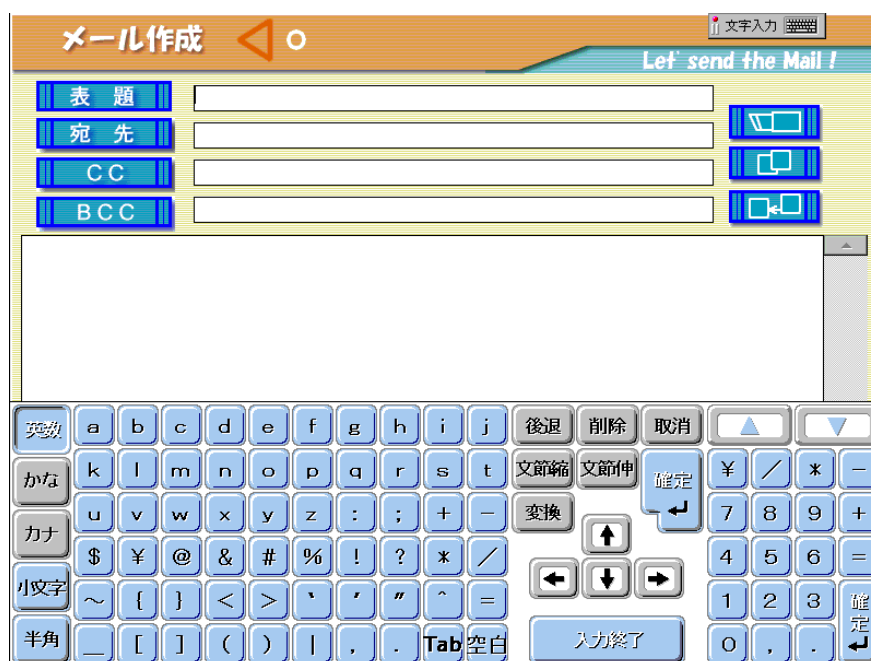 メール作成
文字入力
Let' send the Mail !
表 題
宛 先
CC
BCC
英数 a b c d e f g h i j 後退 削除 取消
かな k l m n o p q r s t 文節縮 文節伸 確定 ¥ / * -
カナ u v w x y z : ; + - 変換 7 8 9 +
$ ¥ @ & # % ! ? * / 4 5 6 =
小文字 ~ { } < > ` ′ ″ ^ = 1 2 3 確定
半角 _ [ ] ( ) | , . Tab 空白 入力終了 0 , .